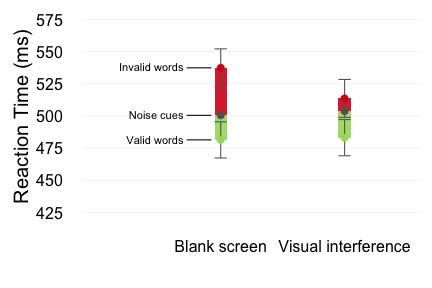 Reaction Time (ms)
575
550
525
500
475
450
425
Invalid words
Noise cues
Valid words
Blank screen
Visual interference